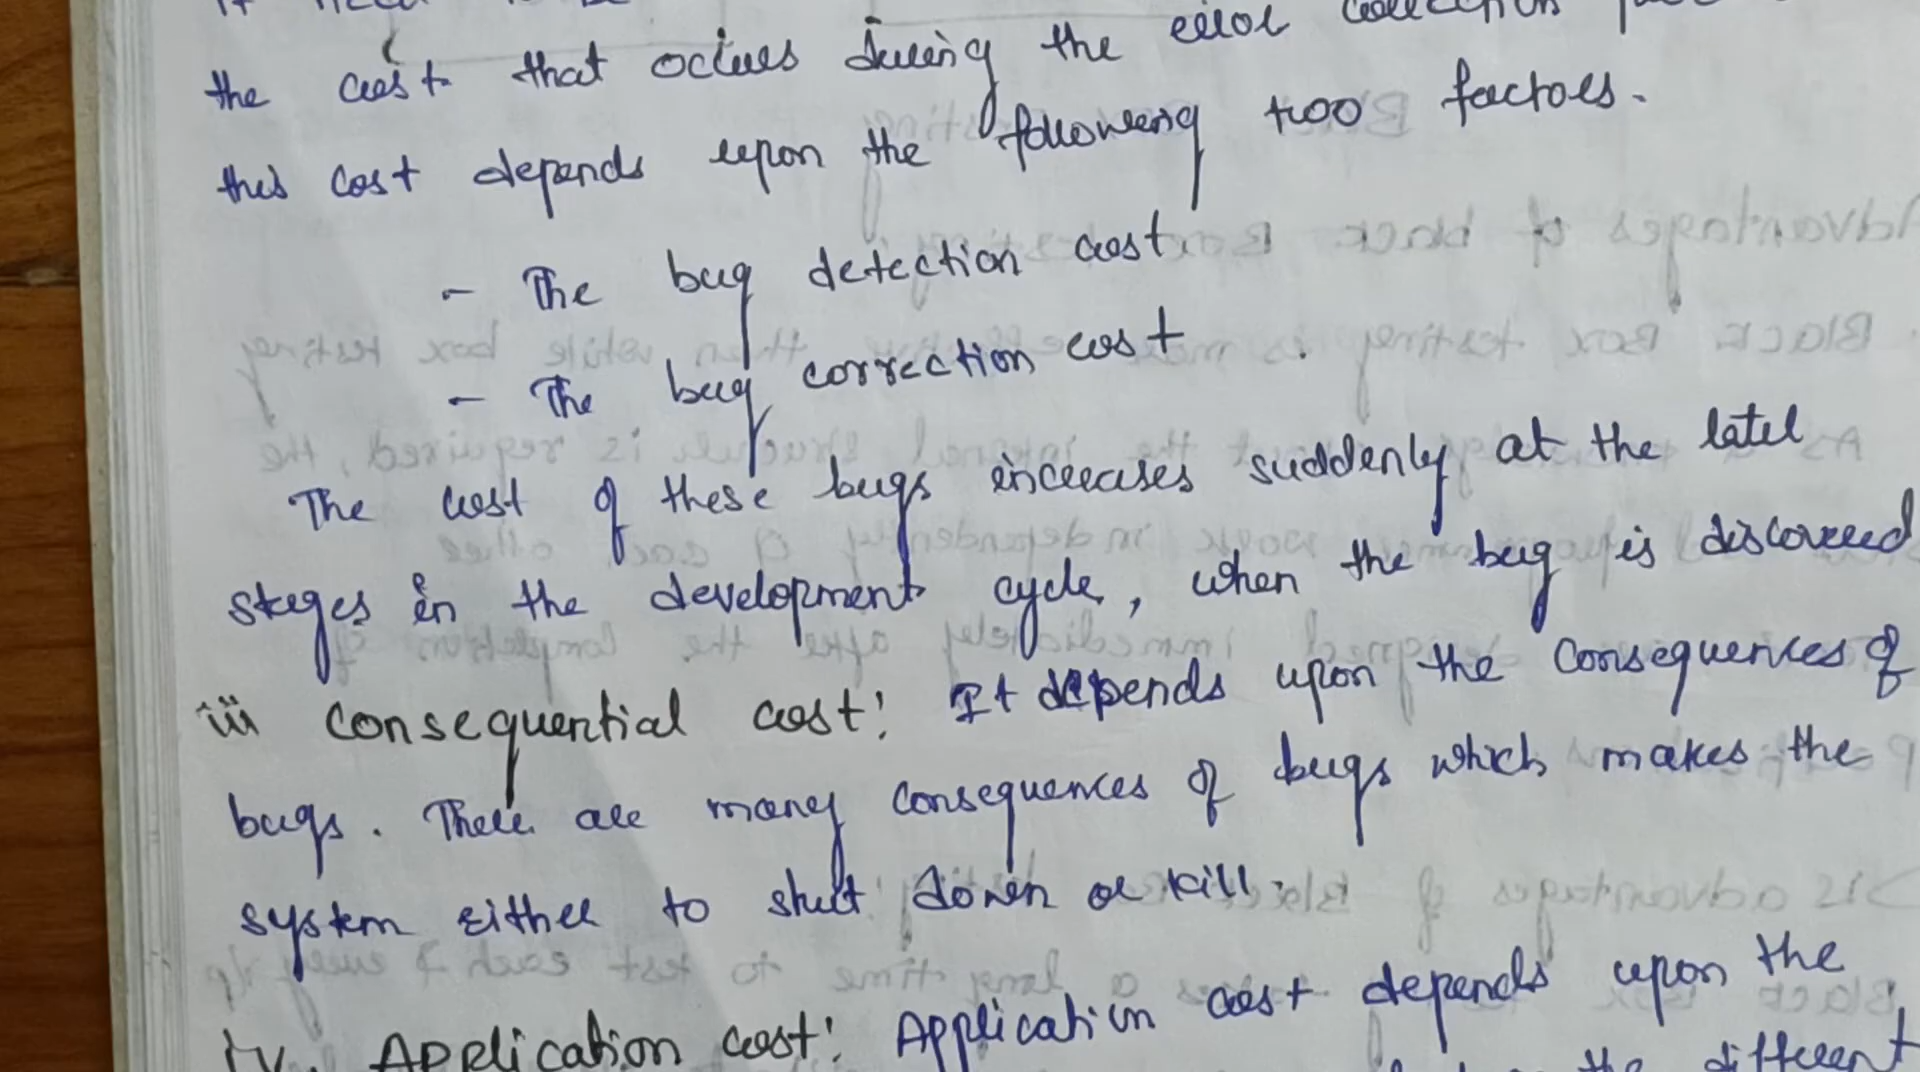 the cost that occurs during the error correction
this cost depends upon the following two factors.
- The bug detection cost
- The bug correction cost
The cost of these bugs increases suddenly at the later
stages in the development cycle, when the bug is discovered
iii consequential cost: It depends upon the consequences of
bugs. There are many consequences of bugs which makes the
system either to shut down or kill.
iv. Application cost: Application cost depends upon the
the different